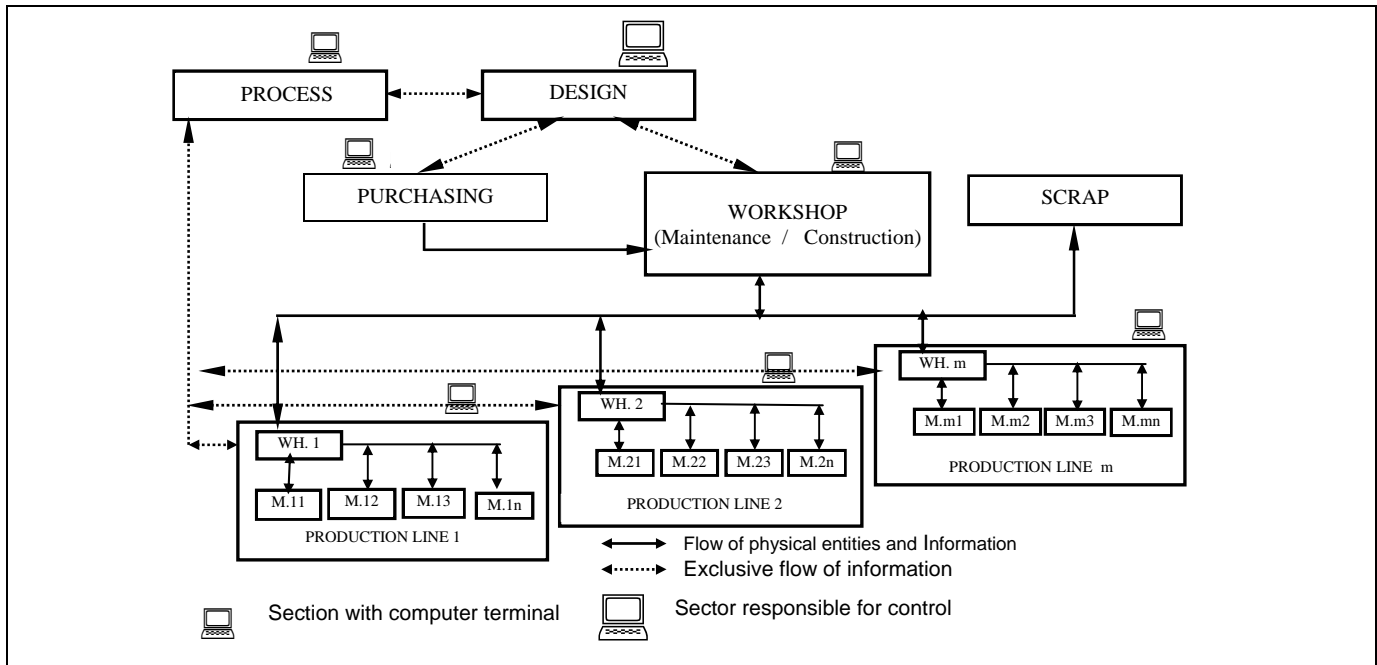 PROCESS
DESIGN
PURCHASING
WORKSHOP
(Maintenance / Construction)
SCRAP
WH. m
M.m1
M.m2
M.m3
M.mn
PRODUCTION LINE m
WH. 2
M.21
M.22
M.23
M.2n
PRODUCTION LINE 2
WH. 1
M.11
M.12
M.13
M.1n
PRODUCTION LINE 1
Flow of physical entities and Information
Exclusive flow of information
Section with computer terminal
Sector responsible for control